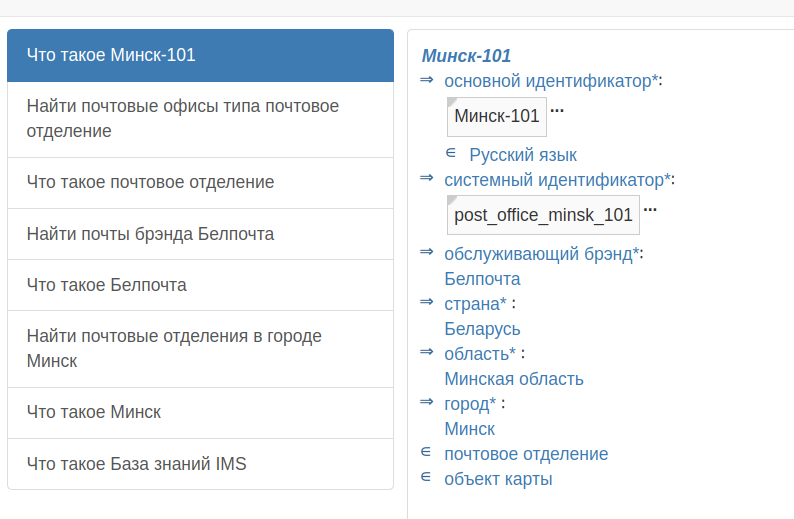 Что такое Минск-101
Найти почтовые офисы типа почтовое
отделение
Что такое почтовое отделение
Найти почты брэнда Белпочта
Что такое Белпочта
Найти почтовые отделения в городе
Минск
Что такое Минск
Что такое База знаний IMS
Минск-101
⇒ основной идентификатор*:
Минск-101 ...
∈ Русский язык
⇒ системный идентификатор*:
post_office_minsk_101 ...
⇒ обслуживающий брэнд*:
Белпочта
⇒ страна* :
Беларусь
⇒ область* :
Минская область
⇒ город* :
Минск
∈ почтовое отделение
∈ объект карты